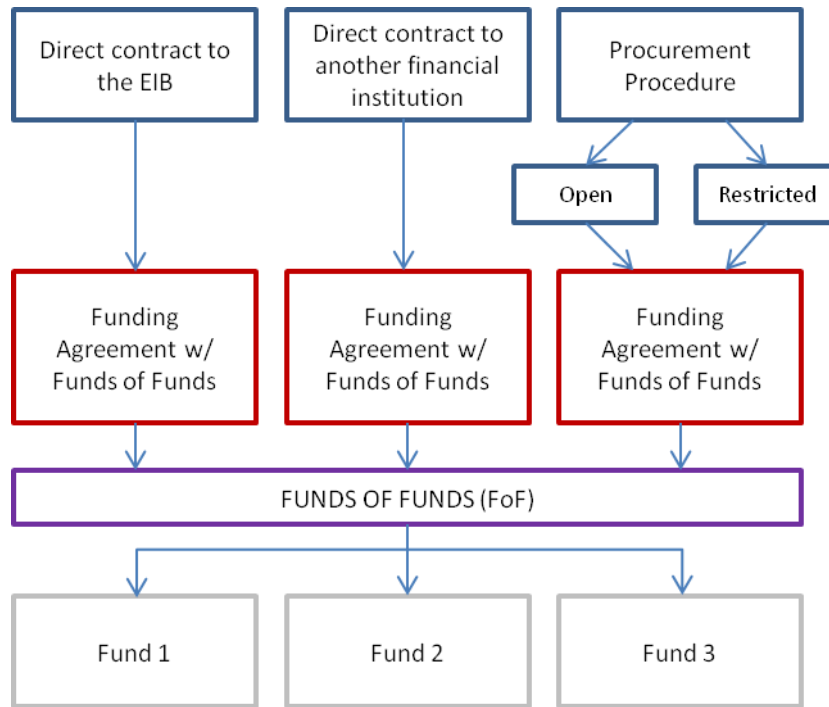 Direct contract to
the EIB
Direct contract to
another financial
institution
Procurement
Procedure
Open
Restricted
Funding
Agreement w/
Funds of Funds
Funding
Agreement w/
Funds of Funds
Funding
Agreement w/
Funds of Funds
FUNDS OF FUNDS (FoF)
Fund 1
Fund 2
Fund 3